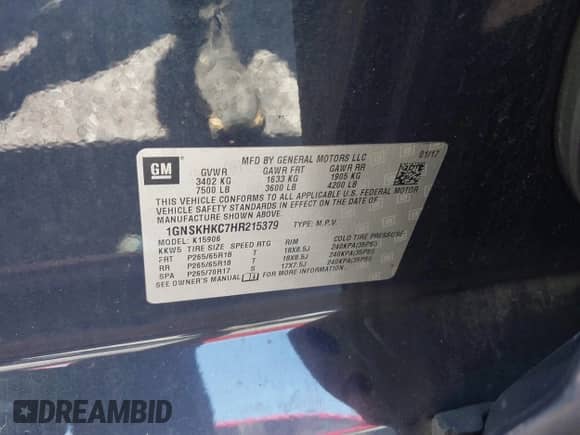 GM
MFD BY GENERAL MOTORS LLC 01/17
GVWR GAWR FRT GAWR RR
3402 KG 1633 KG 1905 KG
7500 LB 3600 LB 4200 LB
THIS VEHICLE CONFORMS TO ALL APPLICABLE U.S. FEDERAL MOTOR
VEHICLE SAFETY STANDARDS IN EFFECT ON THE DATE OF
MANUFACTURE SHOWN ABOVE.
1GNSKHKC7HR215379 TYPE: M.P.V.
MODEL: K15906
KKW5 TIRE SIZE SPEED RTG RIM COLD TIRE PRESSURE
FRT P265/65R18 T 18X8.5J 240KPA(35PSI)
RR P265/65R18 T 18X8.5J 240KPA(35PSI)
SPA P265/70R17 S 17X7.5J 240KPA(35PSI)
SEE OWNER'S MANUAL FOR MORE INFORMATION.
DREAMBID